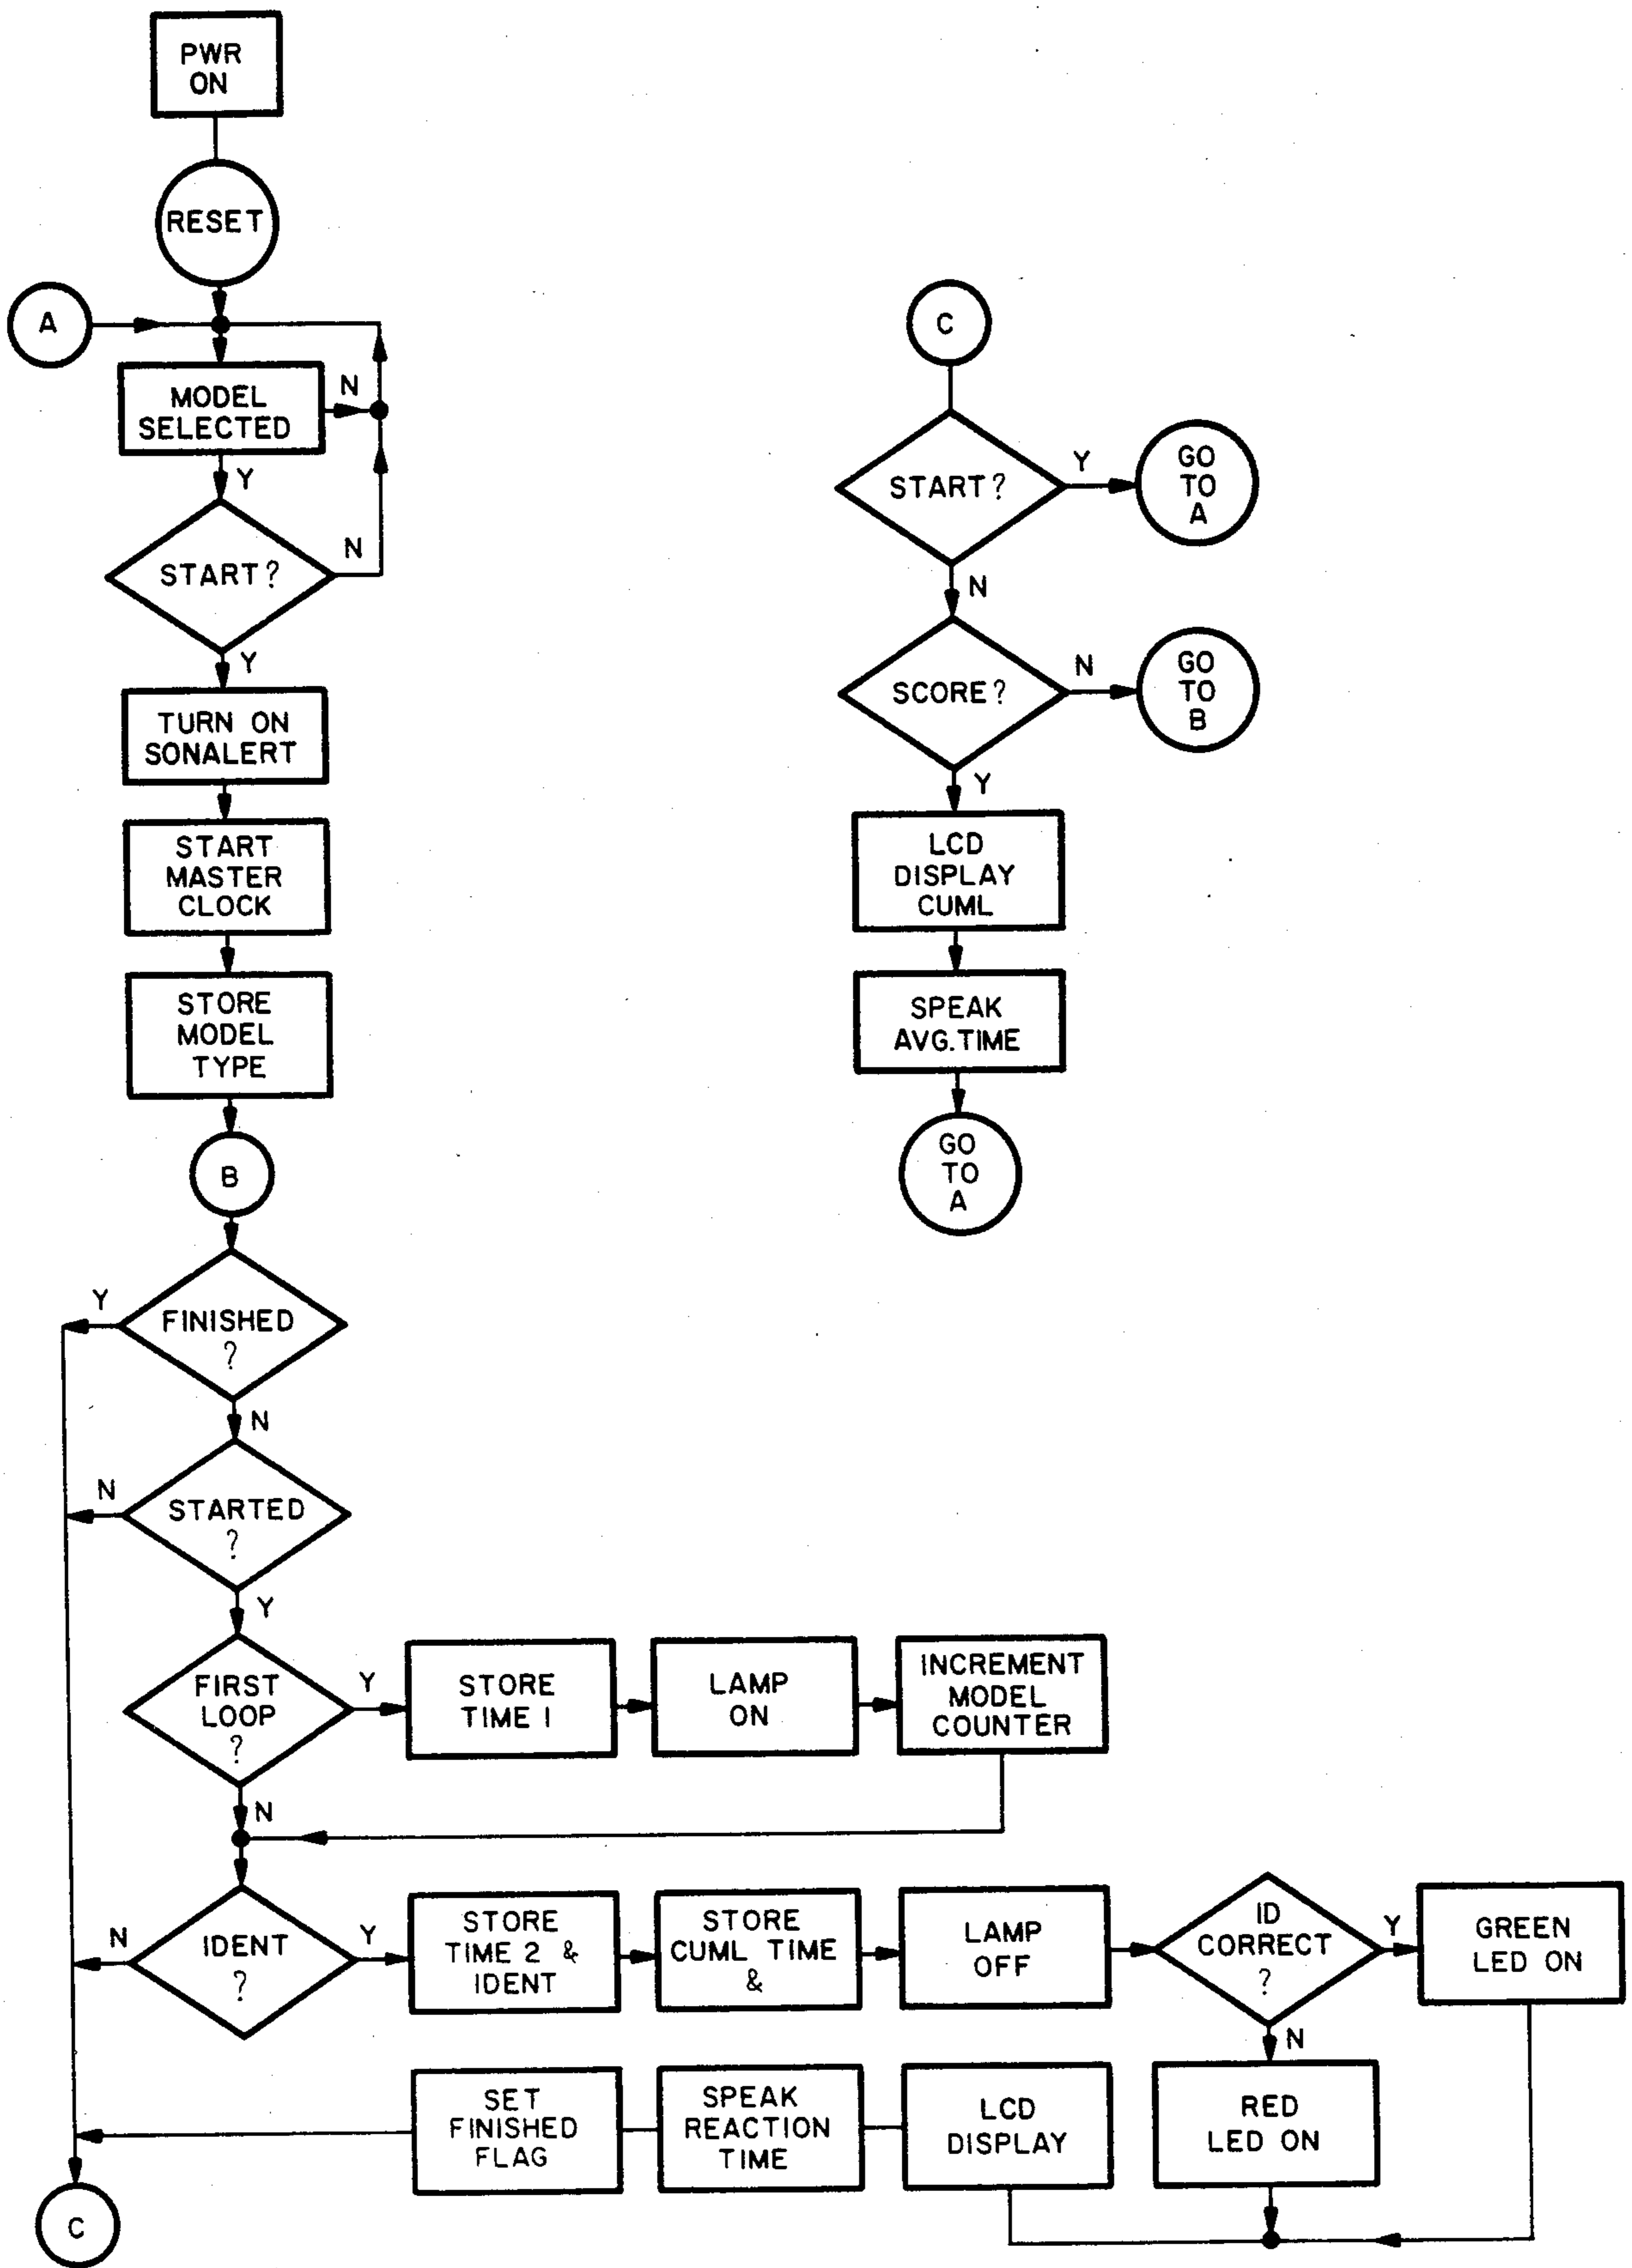 PWR
ON
RESET
A
MODEL
SELECTED
N
Y
START?
N
Y
TURN ON
SONALERT
START
MASTER
CLOCK
STORE
MODEL
TYPE
B
FINISHED
?
Y
N
STARTED
?
N
Y
FIRST
LOOP
?
Y
STORE
TIME 1
LAMP
ON
INCREMENT
MODEL
COUNTER
N
IDENT
?
N
Y
STORE
TIME 2 &
IDENT
STORE
CUML TIME
&
LAMP
OFF
ID
CORRECT
?
Y
GREEN
LED ON
N
RED
LED ON
LCD
DISPLAY
SPEAK
REACTION
TIME
SET
FINISHED
FLAG
C
C
START?
Y
GO
TO
A
N
SCORE?
N
GO
TO
B
Y
LCD
DISPLAY
CUML
SPEAK
AVG.TIME
GO
TO
A